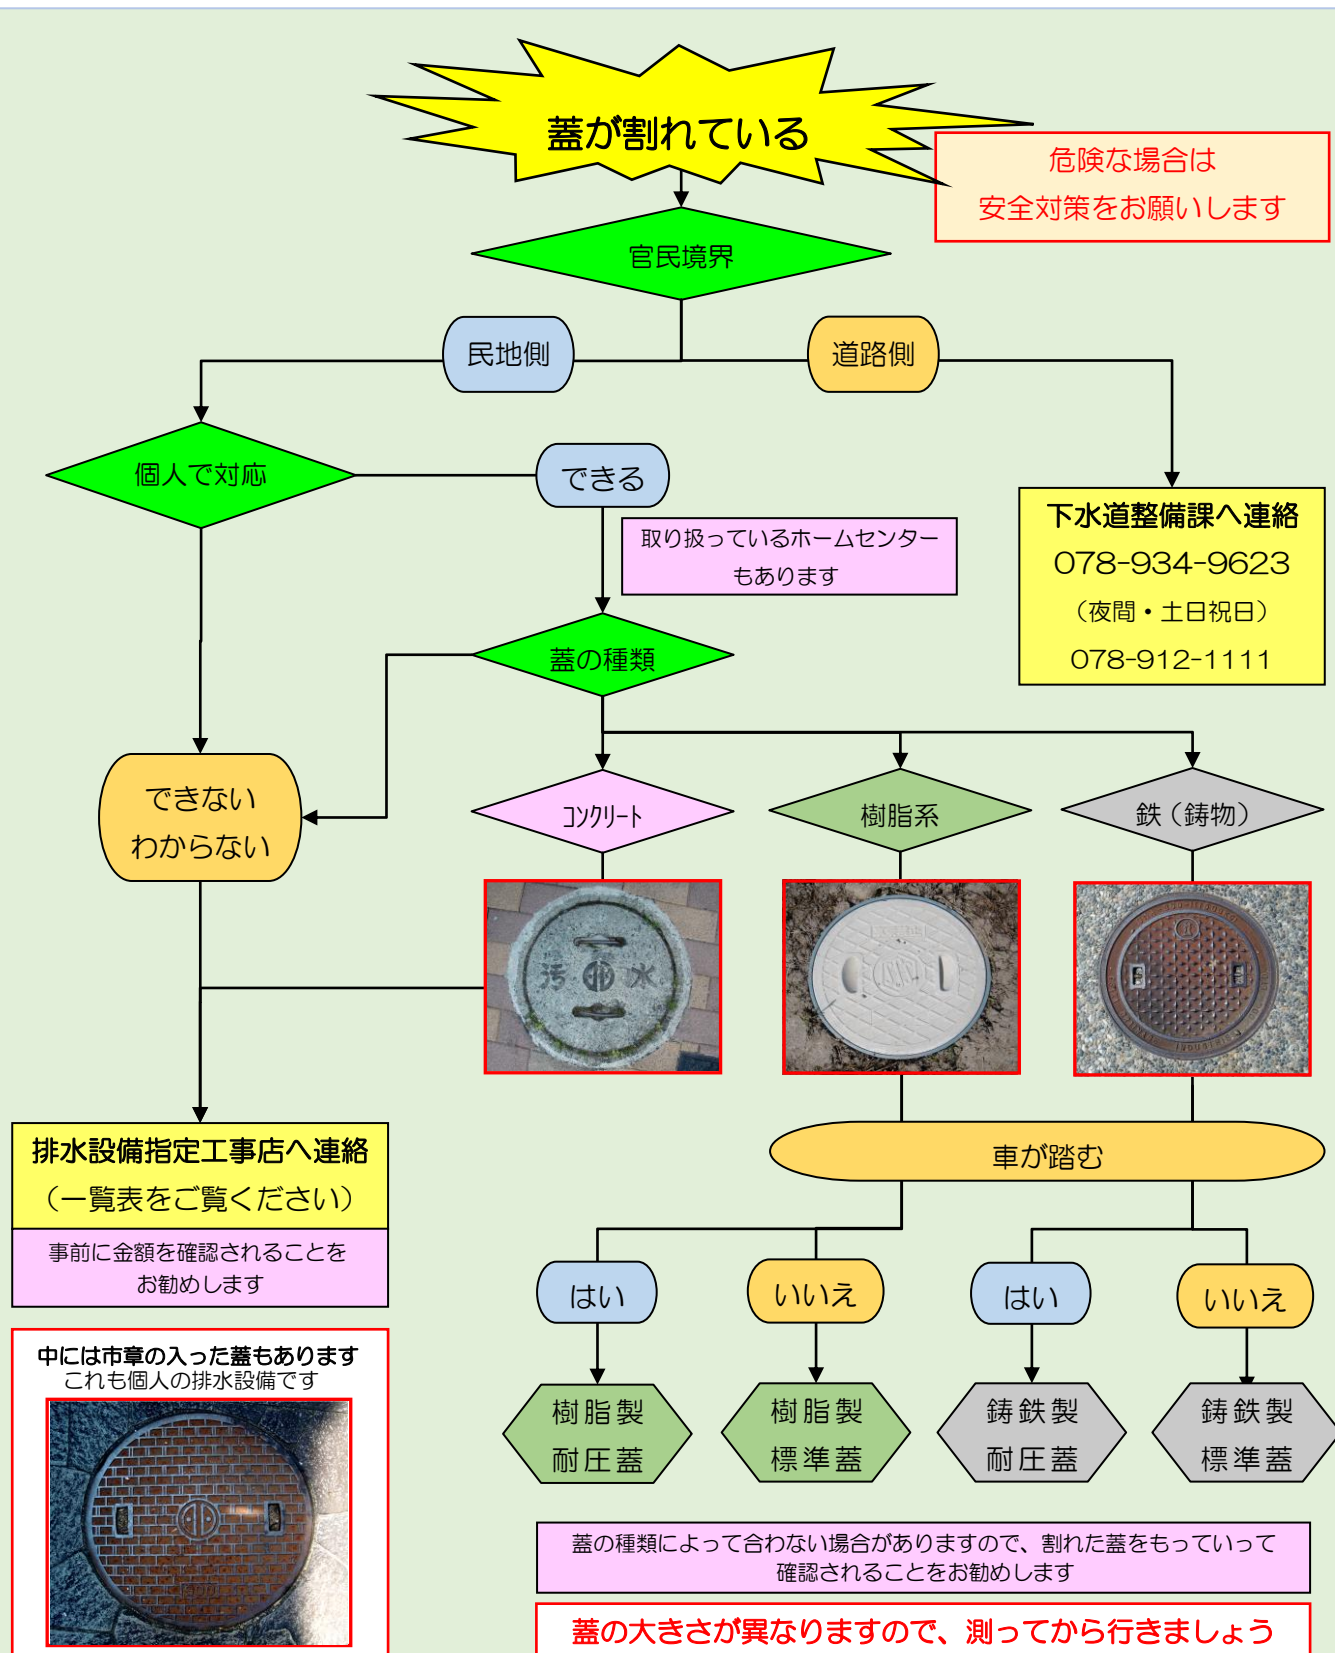 蓋が割れている
危険な場合は
安全対策をお願いします
官民境界
民地側
道路側
個人で対応
できる
取り扱っているホームセンター
もあります
下水道整備課へ連絡
078-934-9623
（夜間・土日祝日）
078-912-1111
蓋の種類
できない
わからない
コンクリート
樹脂系
鉄（鋳物）
汚 水
排水設備指定工事店へ連絡
（一覧表をご覧ください）
事前に金額を確認されることを
お勧めします
車が踏む
はい
いいえ
はい
いいえ
樹脂製
耐圧蓋
樹脂製
標準蓋
鋳鉄製
耐圧蓋
鋳鉄製
標準蓋
中には市章の入った蓋もあります
これも個人の排水設備です
蓋の種類によって合わない場合がありますので、割れた蓋をもっていって
確認されることをお勧めします
蓋の大きさが異なりますので、測ってから行きましょう